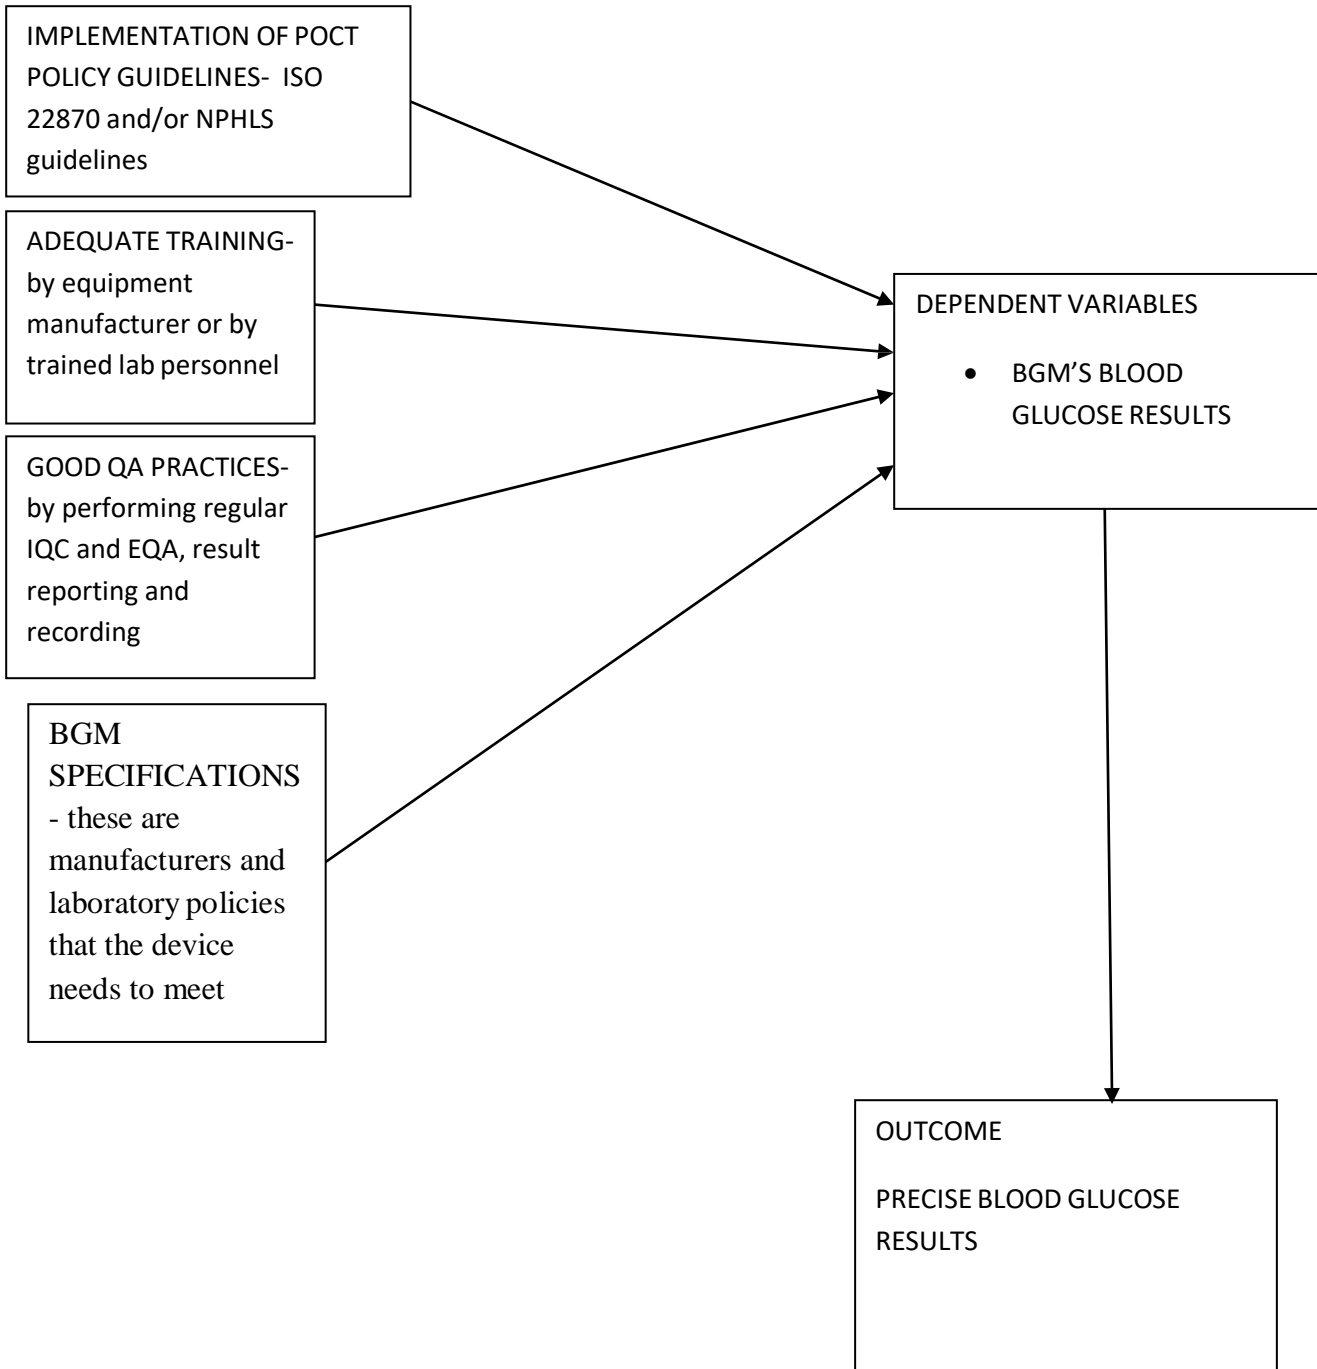 IMPLEMENTATION OF POCT
POLICY GUIDELINES- ISO
22870 and/or NPHLS
guidelines
ADEQUATE TRAINING-
by equipment
manufacturer or by
trained lab personnel
GOOD QA PRACTICES-
by performing regular
IQC and EQA, result
reporting and
recording
BGM
SPECIFICATIONS
- these are
manufacturers and
laboratory policies
that the device
needs to meet
DEPENDENT VARIABLES
• BGM’S BLOOD
GLUCOSE RESULTS
OUTCOME
PRECISE BLOOD GLUCOSE
RESULTS